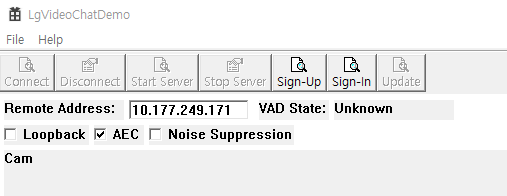 LgVideoChatDemo
File Help
Connect Disconnect Start Server Stop Server Sign-Up Sign-In Update
Remote Address: 10.177.249.171 VAD State: Unknown
Loopback AEC Noise Suppression
Cam